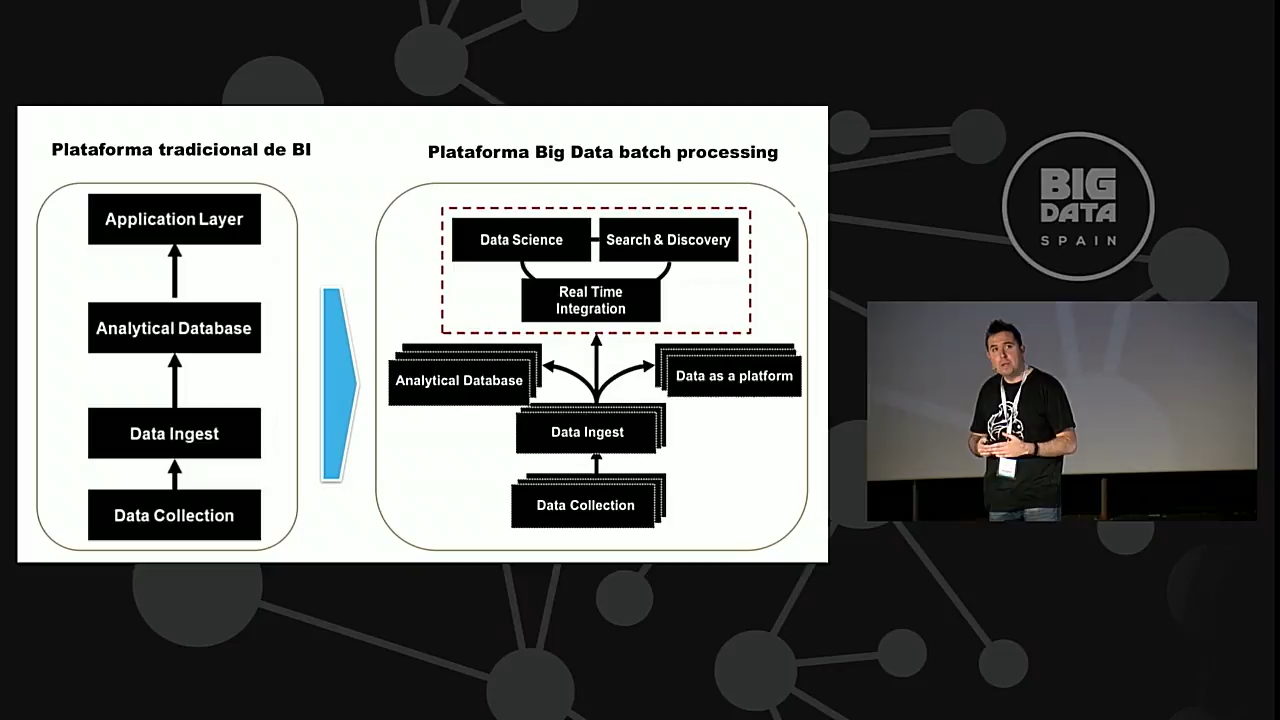 Plataforma tradicional de BI
Application Layer
Analytical Database
Data Ingest
Data Collection
Plataforma Big Data batch processing
Data Science
Search & Discovery
Real Time
Integration
Analytical Database
Data as a platform
Data Ingest
Data Collection
BIG
DATA
SPAIN